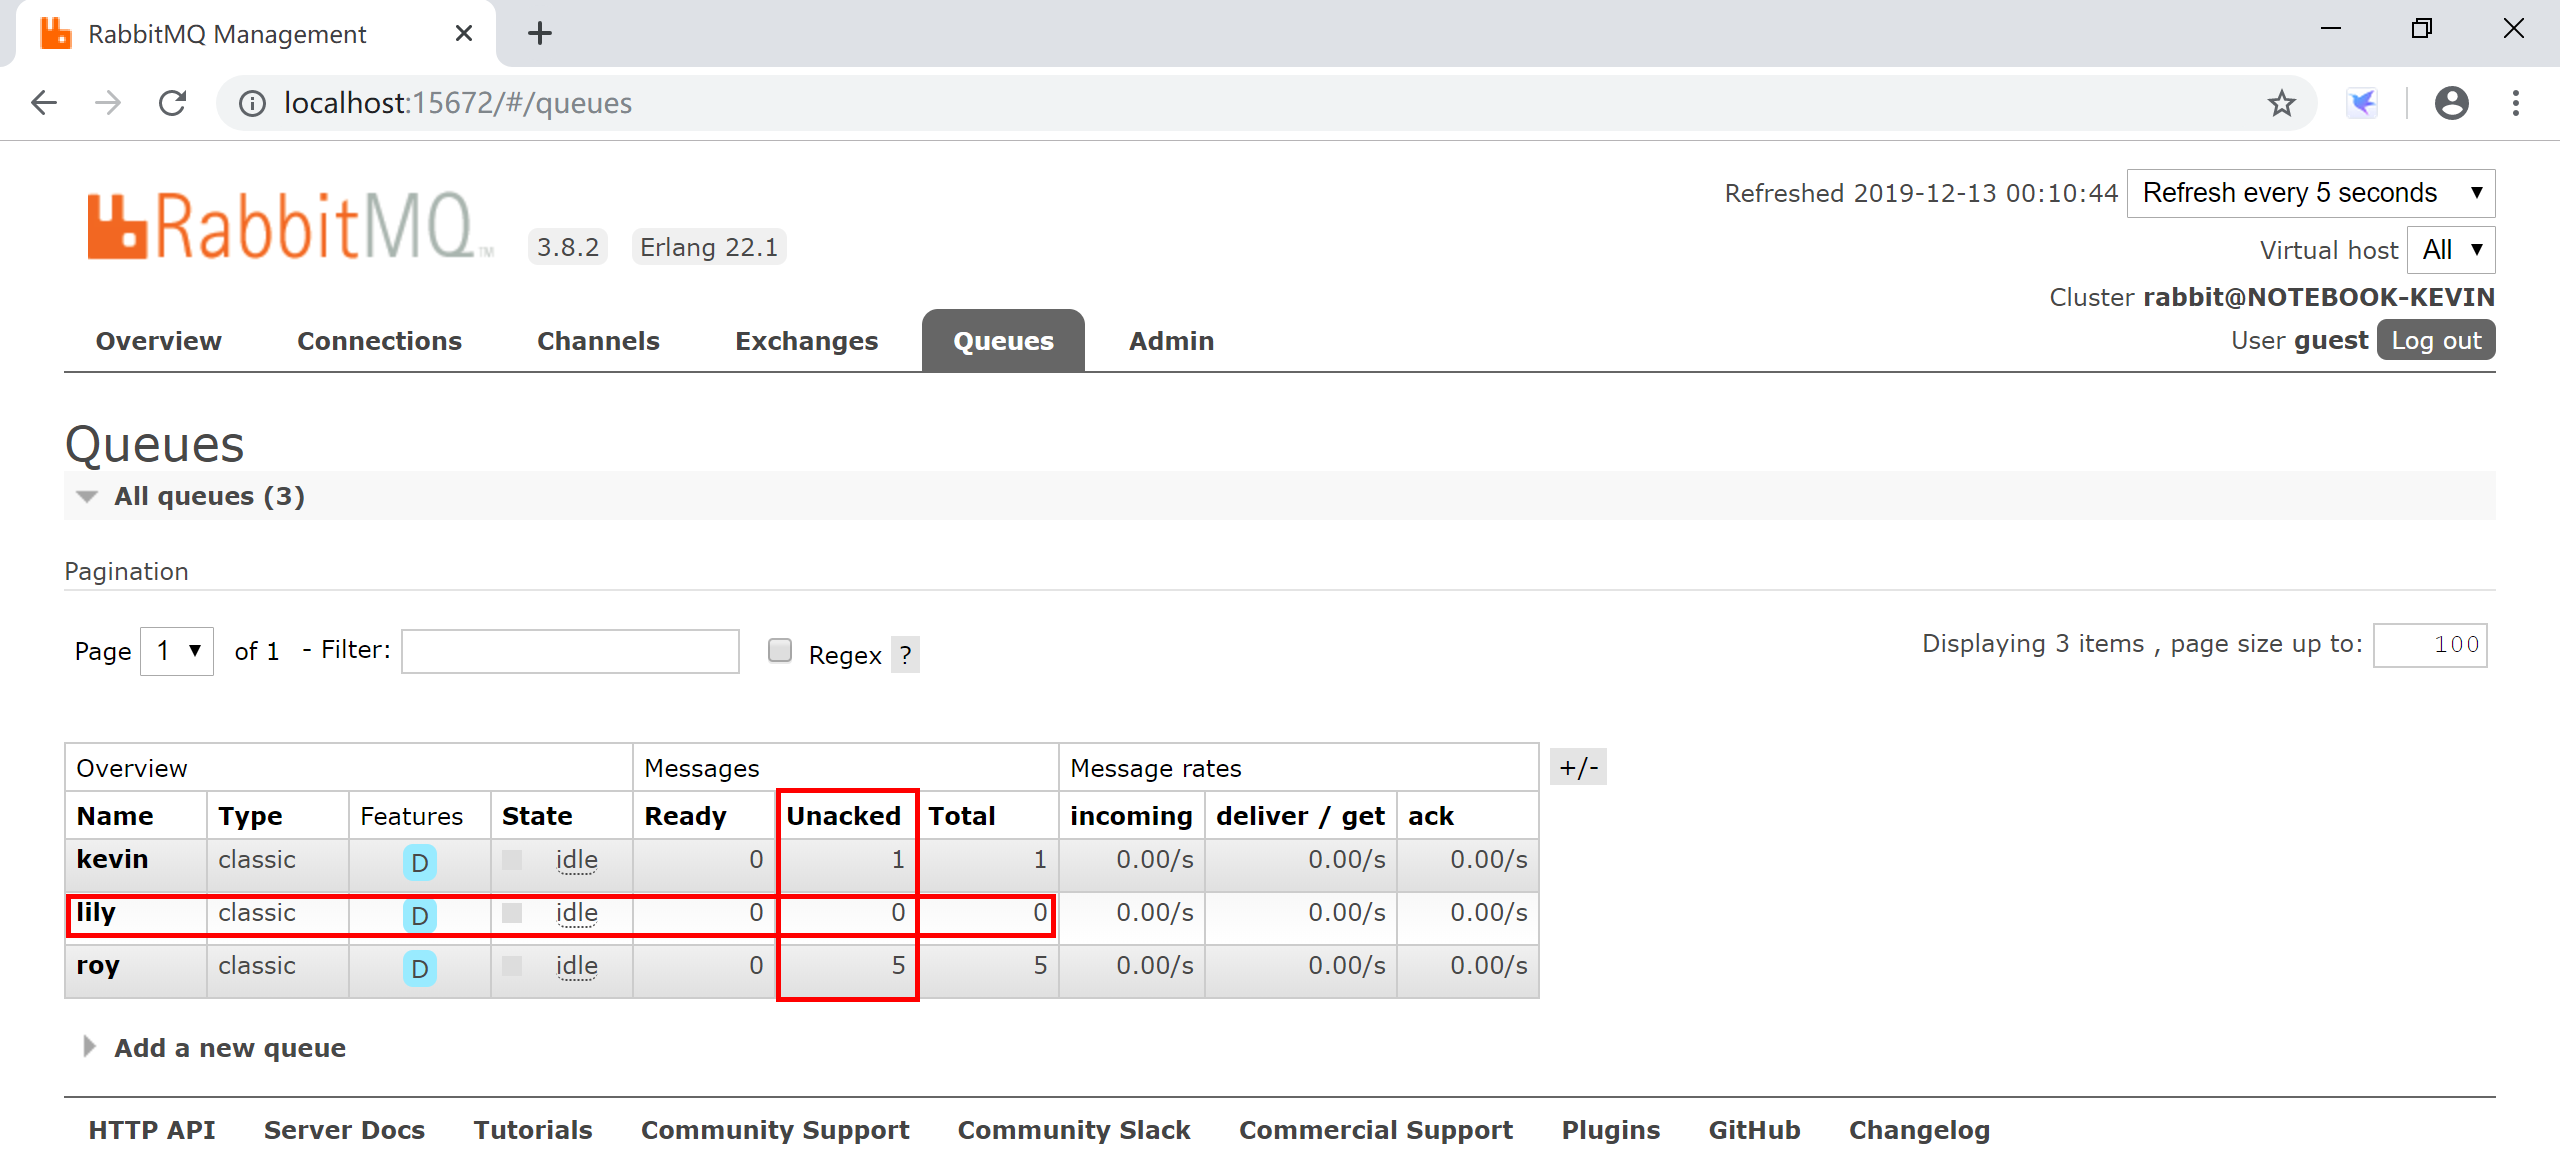 RabbitMQ Management
localhost:15672/#/queues
RabbitMQ TM 3.8.2 Erlang 22.1
Refreshed 2019-12-13 00:10:44 Refresh every 5 seconds
Virtual host All
Cluster rabbit@NOTEBOOK-KEVIN
User guest Log out
Overview Connections Channels Exchanges Queues Admin
Queues
All queues (3)
Pagination
Page 1 of 1 - Filter: Regex ? Displaying 3 items , page size up to: 100
Overview Messages Message rates +/-
Name Type Features State Ready Unacked Total incoming deliver / get ack
kevin classic D idle 0 1 1 0.00/s 0.00/s 0.00/s
lily classic D idle 0 0 0 0.00/s 0.00/s 0.00/s
roy classic D idle 0 5 5 0.00/s 0.00/s 0.00/s
Add a new queue
HTTP API Server Docs Tutorials Community Support Community Slack Commercial Support Plugins GitHub Changelog